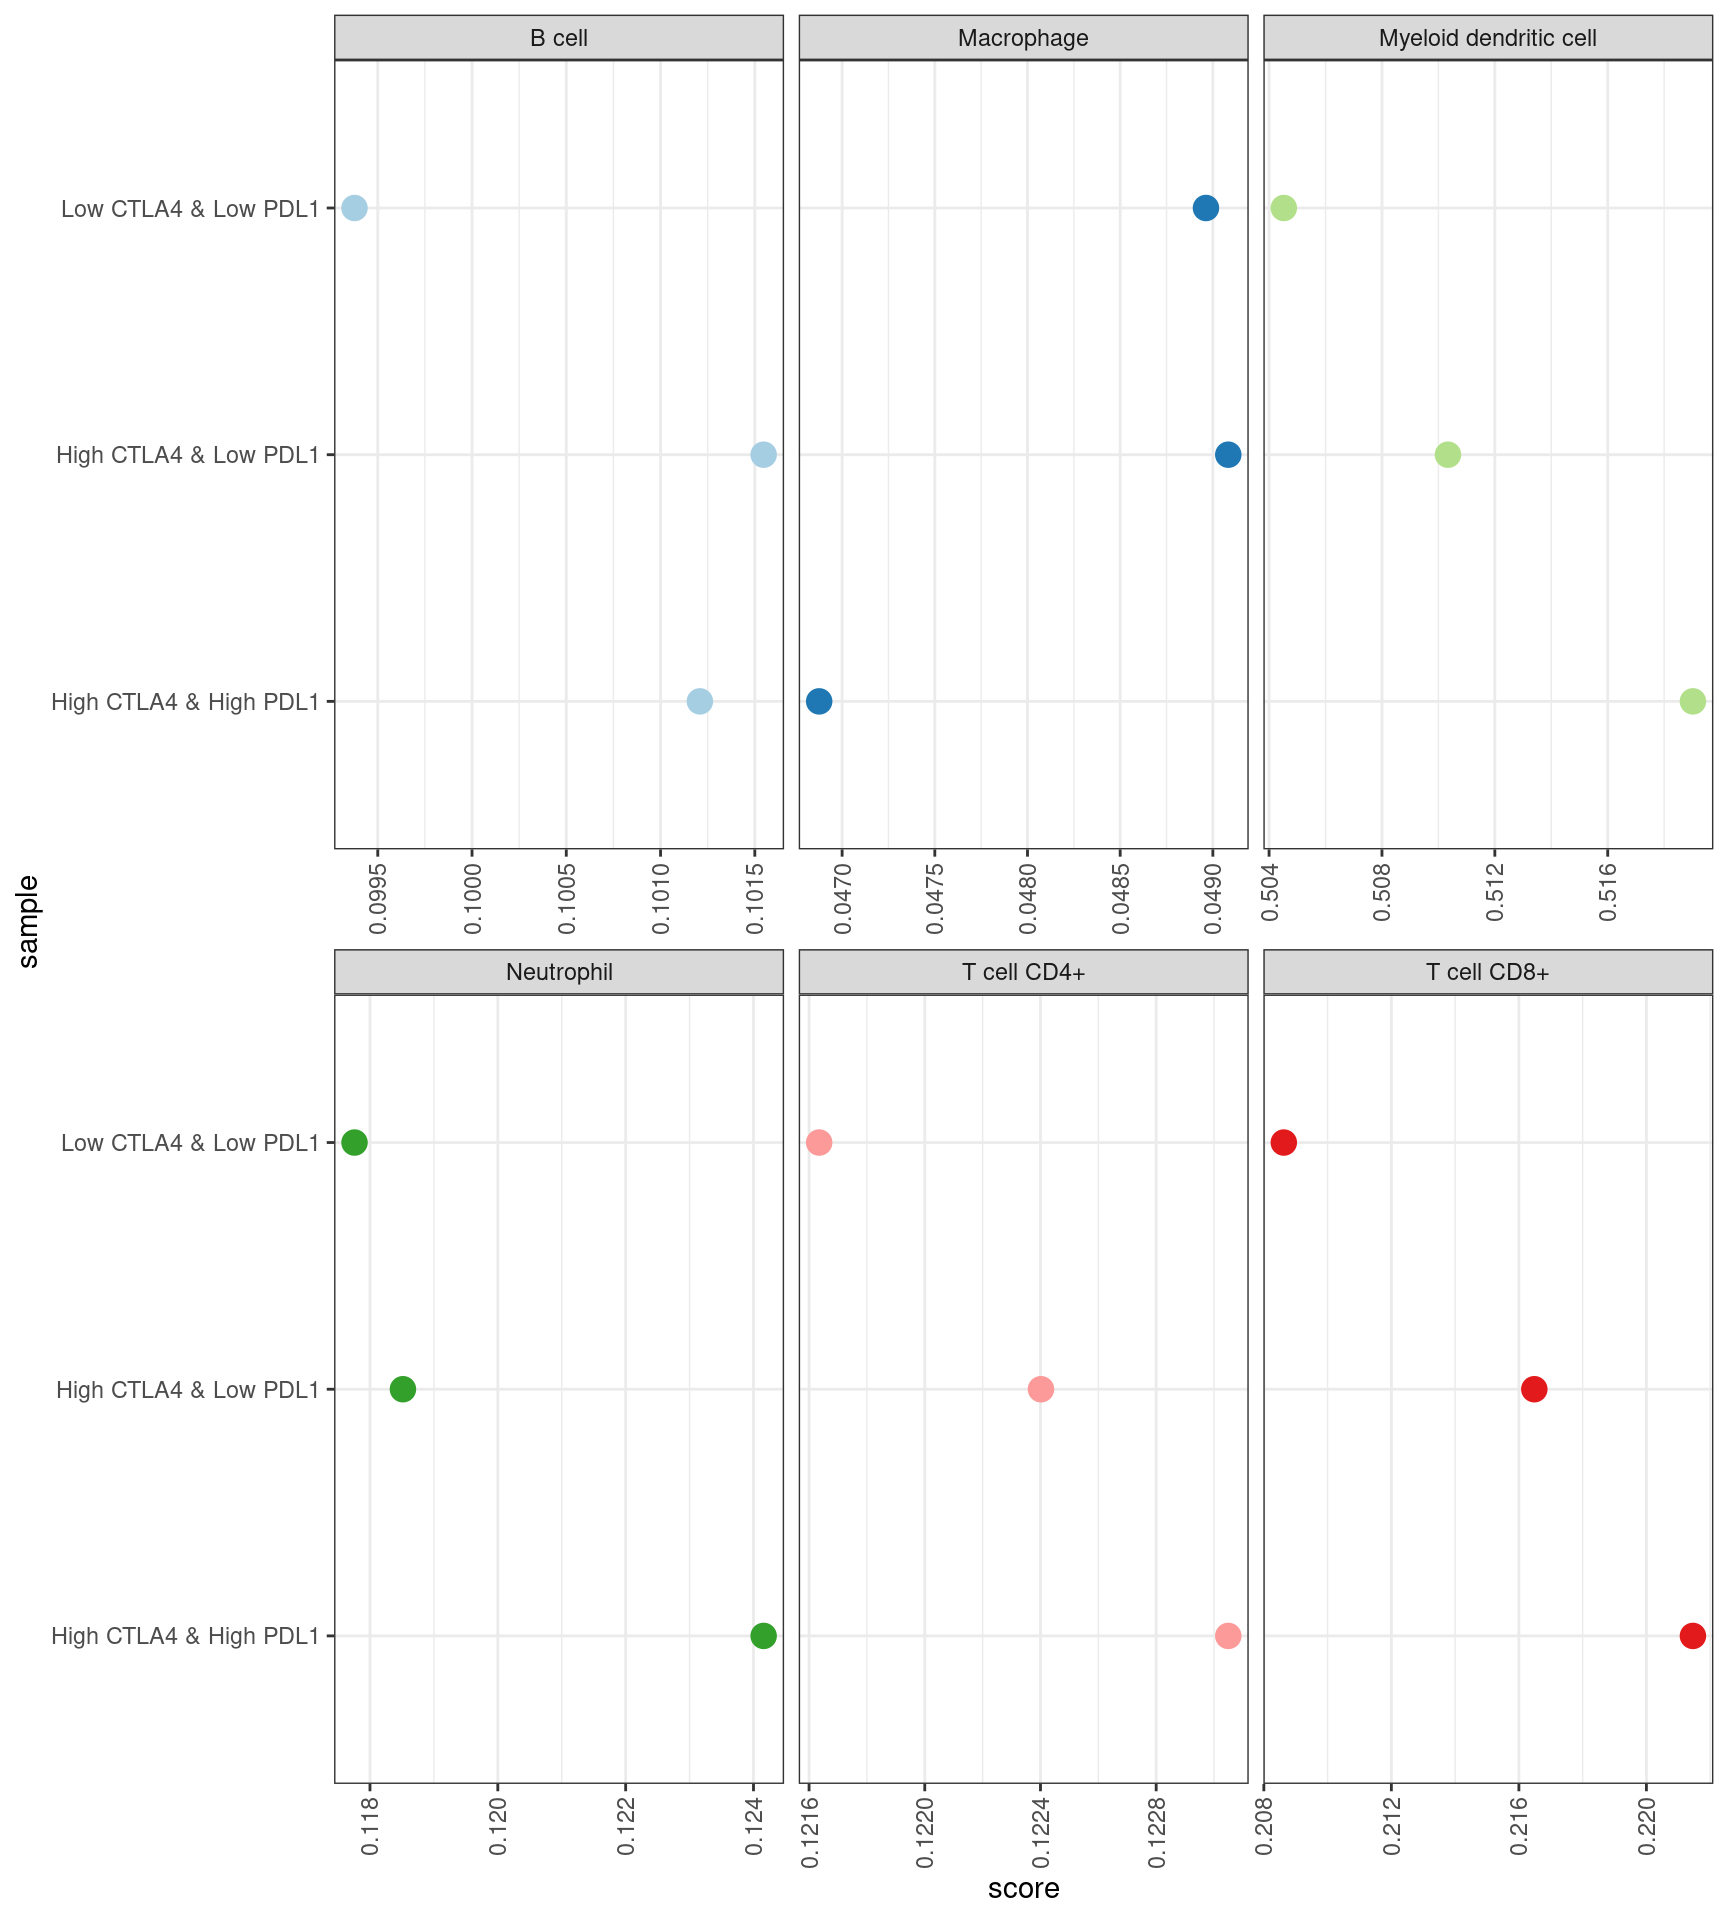 B cell
Macrophage
Myeloid dendritic cell
Low CTLA4 & Low PDL1
High CTLA4 & Low PDL1
High CTLA4 & High PDL1
0.0995 0.1000 0.1005 0.1010 0.1015
0.0470 0.0475 0.0480 0.0485 0.0490
0.504 0.508 0.512 0.516
sample
Neutrophil
T cell CD4+
T cell CD8+
Low CTLA4 & Low PDL1
High CTLA4 & Low PDL1
High CTLA4 & High PDL1
0.118 0.120 0.122 0.124
0.1216 0.1220 0.1224 0.1228
0.208 0.212 0.216 0.220
score